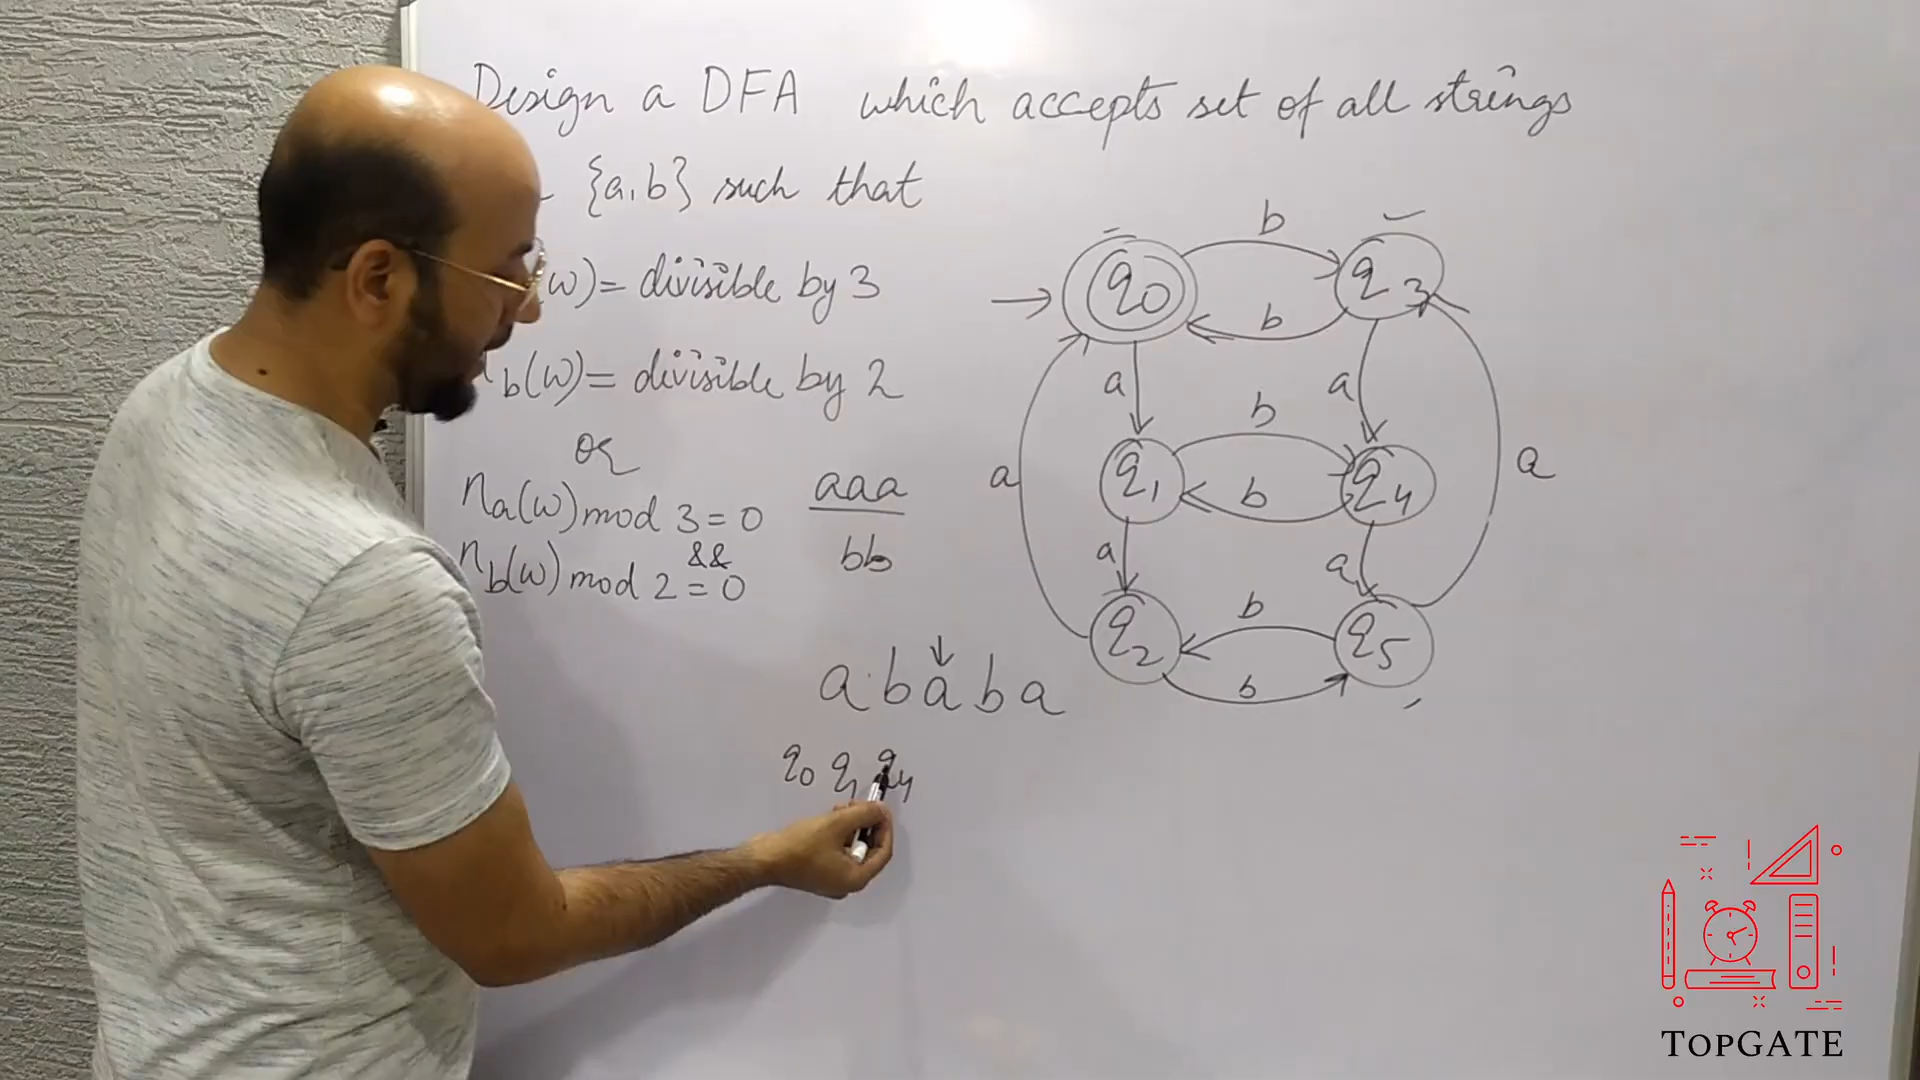 Design a DFA which accepts set of all strings
{a,b} such that
(w)= divisible by 3
b(w)= divisible by 2
or
na(w) mod 3 = 0
&&
nb(w) mod 2 = 0
aaa
bb
ababa
q0 q1 q4
b
q0 q3
b
a a
b
q1 q4
a a
b
a a
b
q2 q5
b
TOPGATE